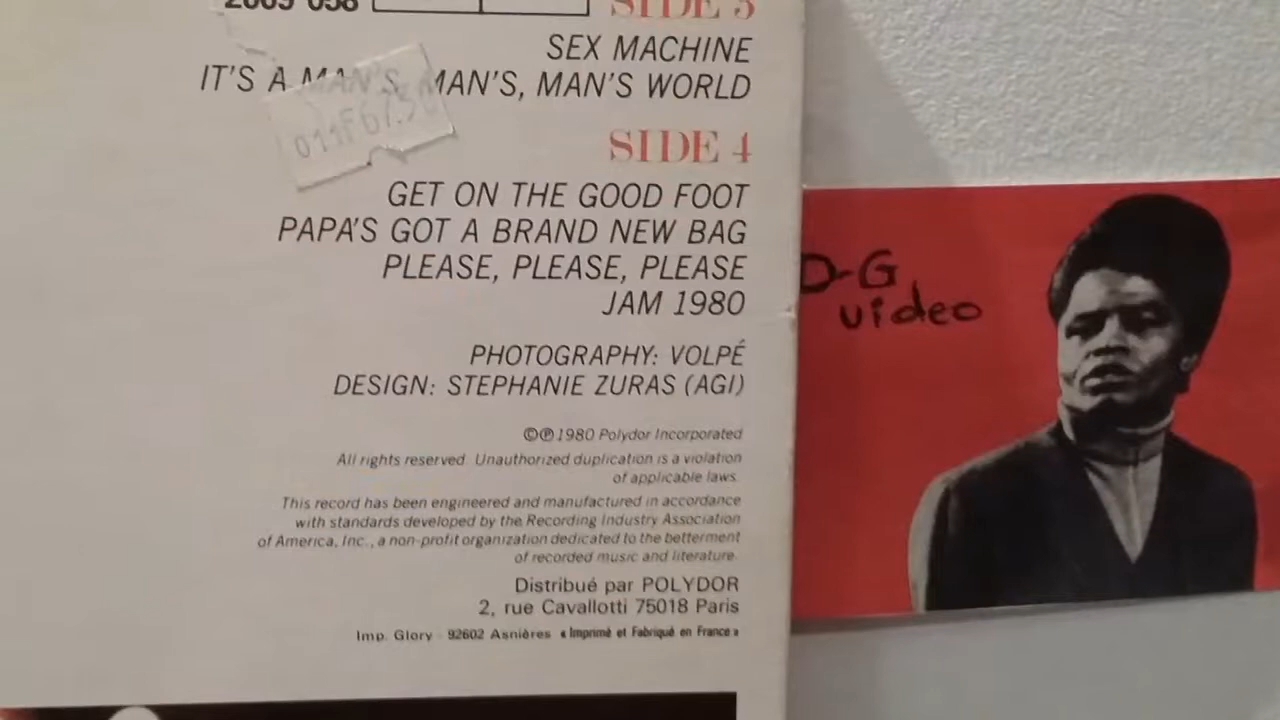 2669 038
SIDE 3
SEX MACHINE
IT'S A MAN'S, MAN'S, MAN'S WORLD
011F67.50
SIDE 4
GET ON THE GOOD FOOT
PAPA'S GOT A BRAND NEW BAG
PLEASE, PLEASE, PLEASE
JAM 1980
PHOTOGRAPHY: VOLPÉ
DESIGN: STEPHANIE ZURAS (AGI)
©℗1980 Polydor Incorporated
All rights reserved. Unauthorized duplication is a violation
of applicable laws.
This record has been engineered and manufactured in accordance
with standards developed by the Recording Industry Association
of America, Inc., a non-profit organization dedicated to the betterment
of recorded music and literature.
Distribué par POLYDOR
2, rue Cavallotti 75018 Paris
Imp. Glory - 92602 Asnières « Imprimé et Fabriqué en France »
D-G
video